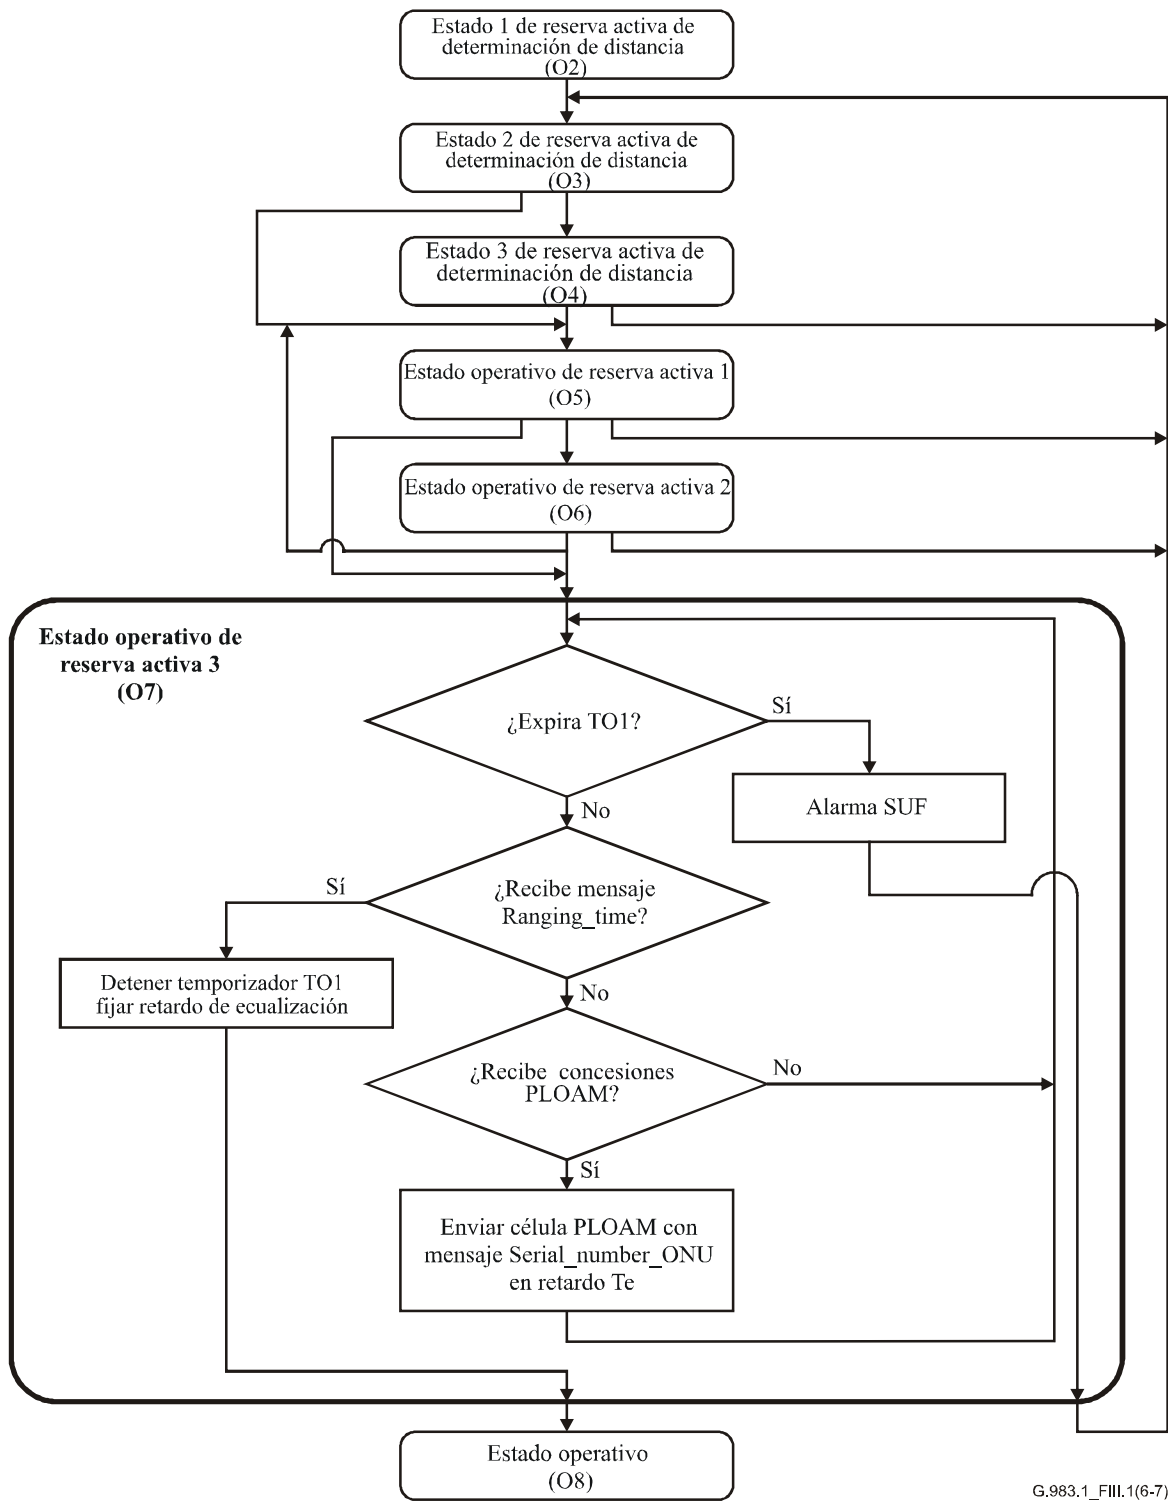 Estado 1 de reserva activa de
determinación de distancia
(O2)
Estado 2 de reserva activa de
determinación de distancia
(O3)
Estado 3 de reserva activa de
determinación de distancia
(O4)
Estado operativo de reserva activa 1
(O5)
Estado operativo de reserva activa 2
(O6)
Estado operativo de
reserva activa 3
(O7)
¿Expira TO1?
Sí
Alarma SUF
No
¿Recibe mensaje
Ranging_time?
Sí
Detener temporizador TO1
fijar retardo de ecualización
No
¿Recibe concesiones
PLOAM?
No
Sí
Enviar célula PLOAM con
mensaje Serial_number_ONU
en retardo Te
Estado operativo
(O8)
G.983.1_FIII.1(6-7)